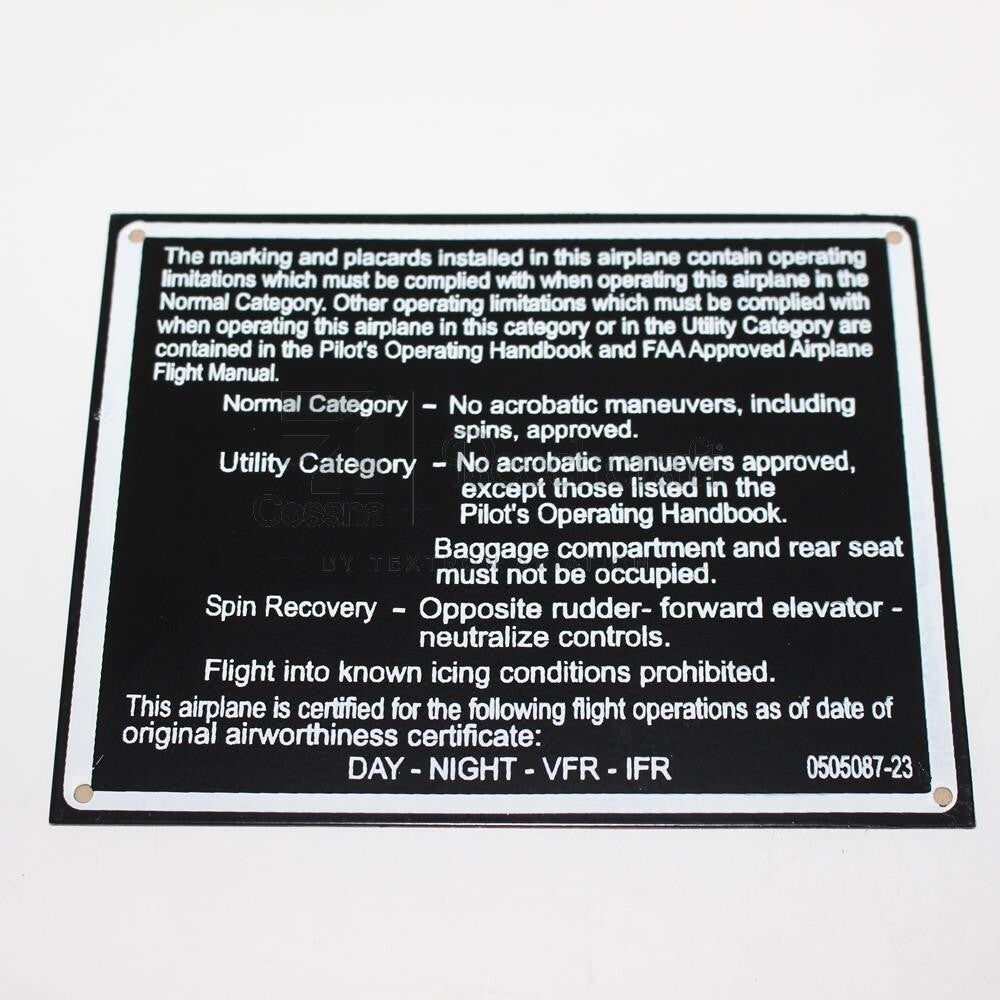 The marking and placards installed in this airplane contain operating
limitations which must be complied with when operating this airplane in the
Normal Category. Other operating limitations which must be complied with
when operating this airplane in this category or in the Utility Category are
contained in the Pilot's Operating Handbook and FAA Approved Airplane
Flight Manual.
Normal Category – No acrobatic maneuvers, including
spins, approved.
Utility Category – No acrobatic manuevers approved,
except those listed in the
Pilot's Operating Handbook.
Baggage compartment and rear seat
must not be occupied.
Spin Recovery – Opposite rudder- forward elevator -
neutralize controls.
Flight into known icing conditions prohibited.
This airplane is certified for the following flight operations as of date of
original airworthiness certificate:
DAY - NIGHT - VFR - IFR 0505087-23
Cessna